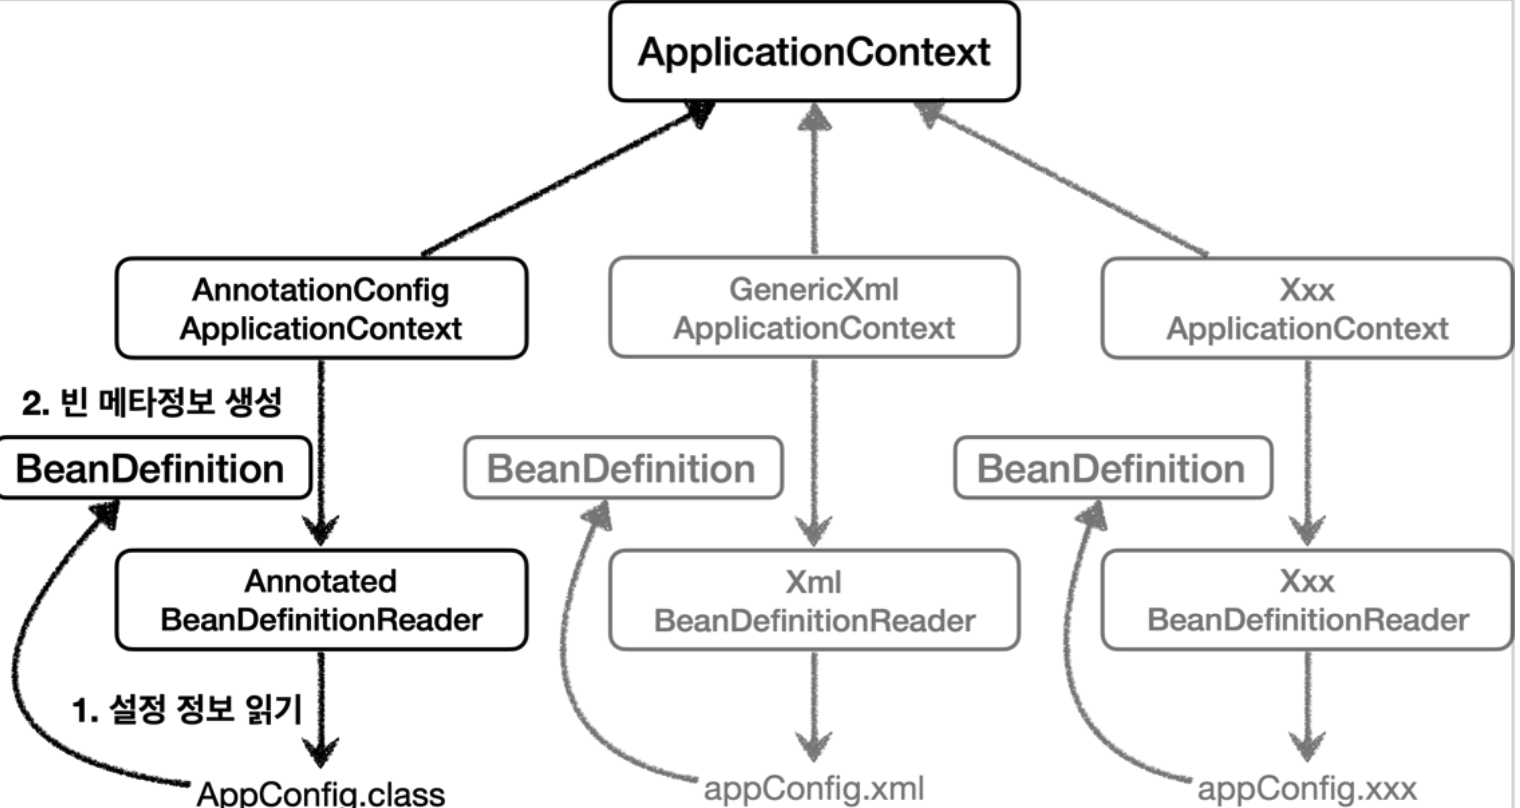 ApplicationContext
AnnotationConfig
ApplicationContext
GenericXml
ApplicationContext
Xxx
ApplicationContext
2. 빈 메타정보 생성
BeanDefinition
BeanDefinition
BeanDefinition
Annotated
BeanDefinitionReader
Xml
BeanDefinitionReader
Xxx
BeanDefinitionReader
1. 설정 정보 읽기
AppConfig.class
appConfig.xml
appConfig.xxx